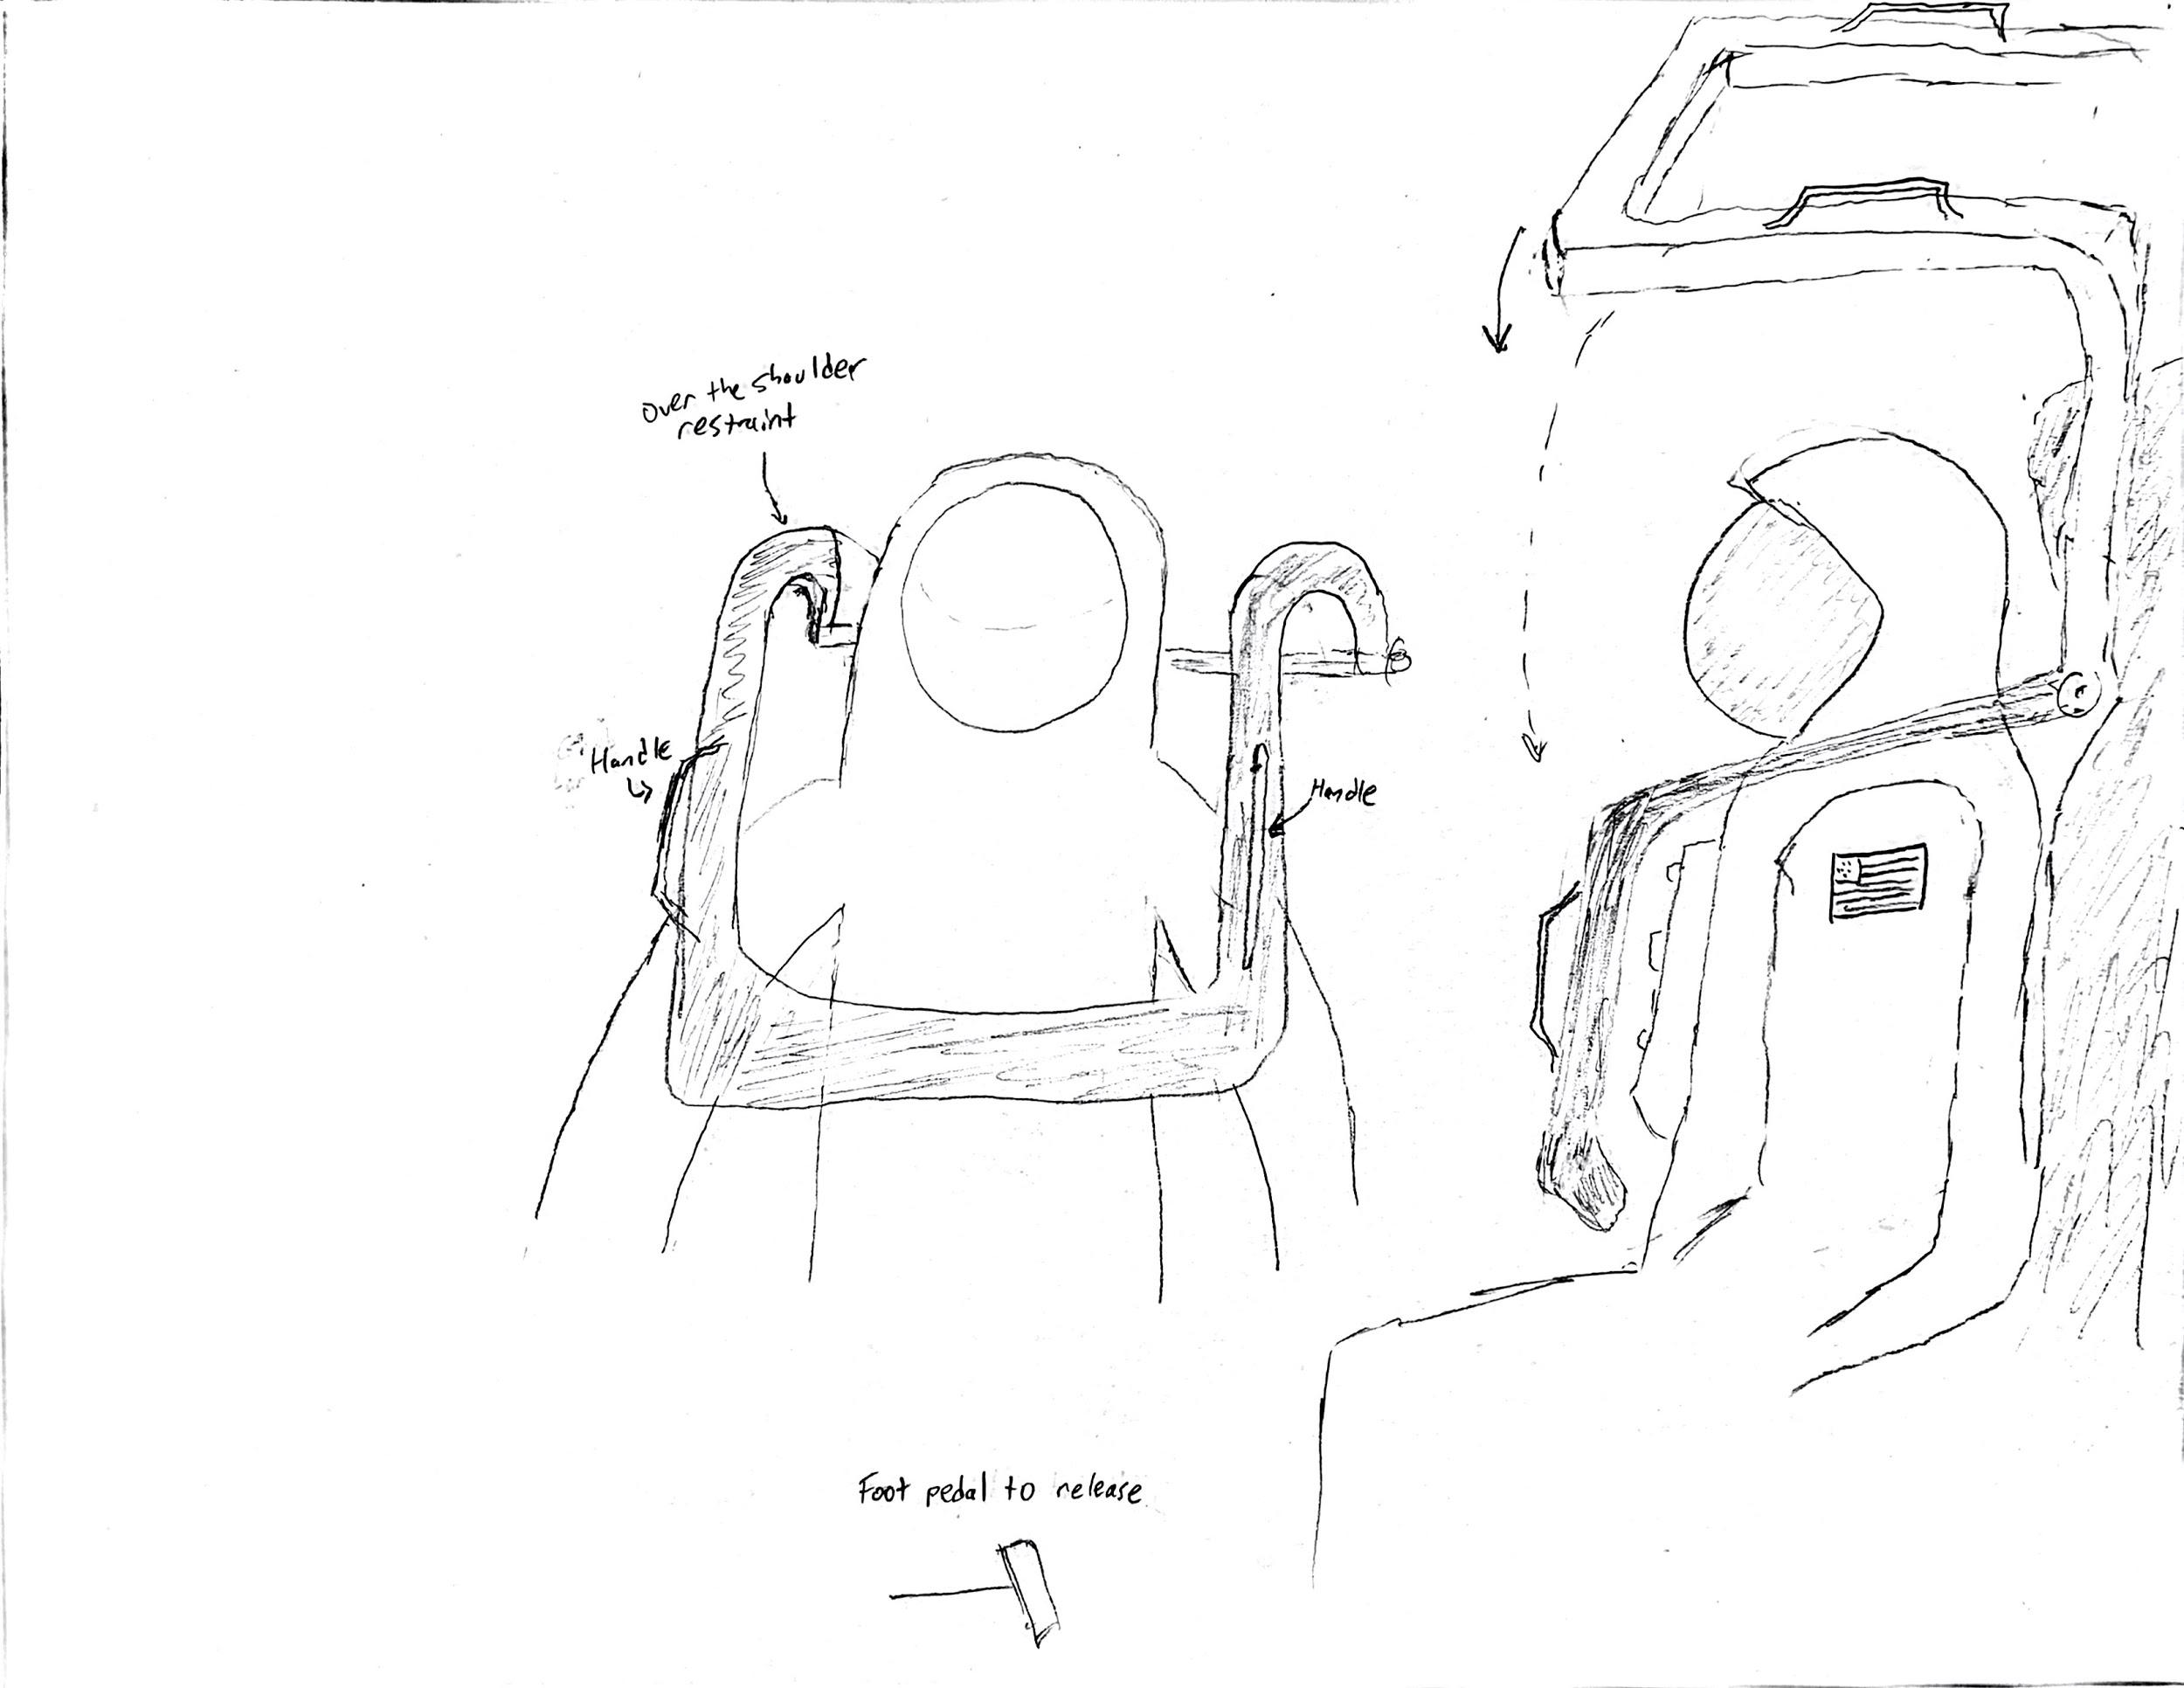 over the shoulder
restraint
Handle
Handle
Foot pedal to release